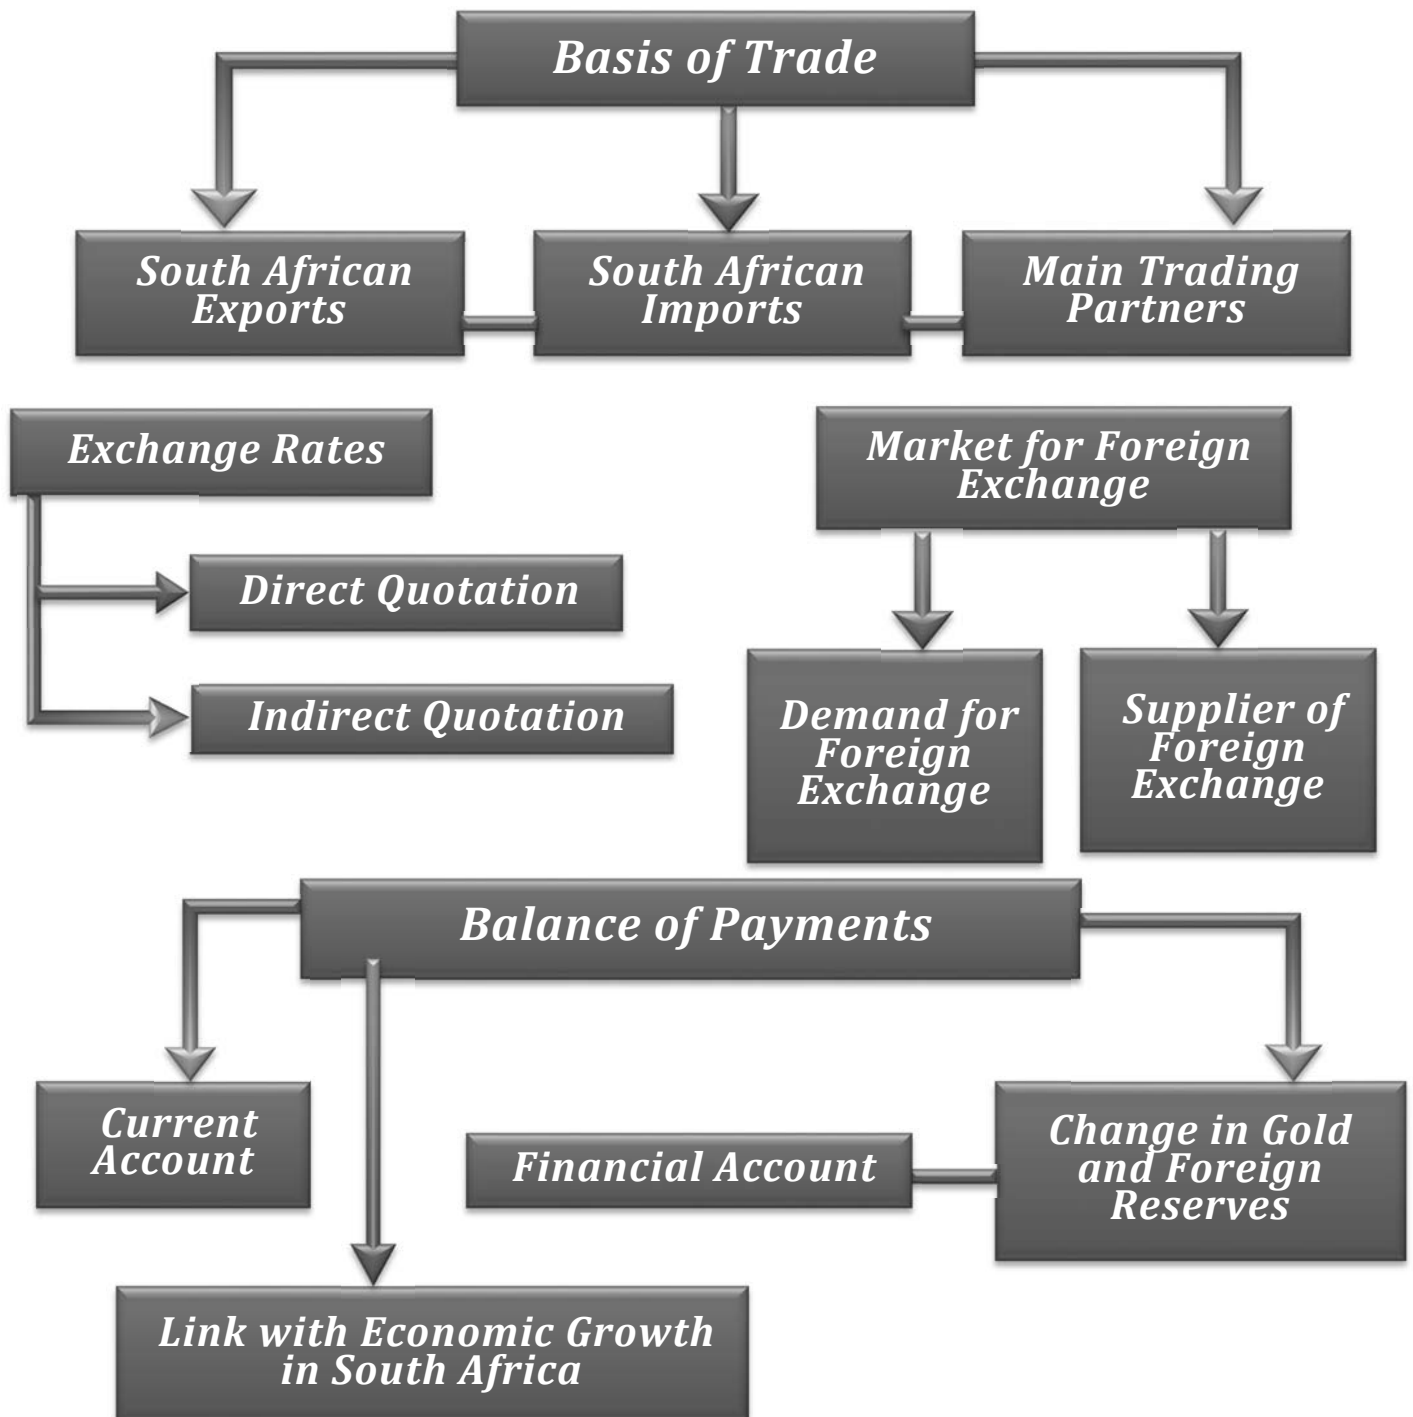 Basis of Trade
South African
Exports
South African
Imports
Main Trading
Partners
Exchange Rates
Direct Quotation
Indirect Quotation
Market for Foreign
Exchange
Demand for
Foreign
Exchange
Supplier of
Foreign
Exchange
Balance of Payments
Current
Account
Financial Account
Change in Gold
and Foreign
Reserves
Link with Economic Growth
in South Africa